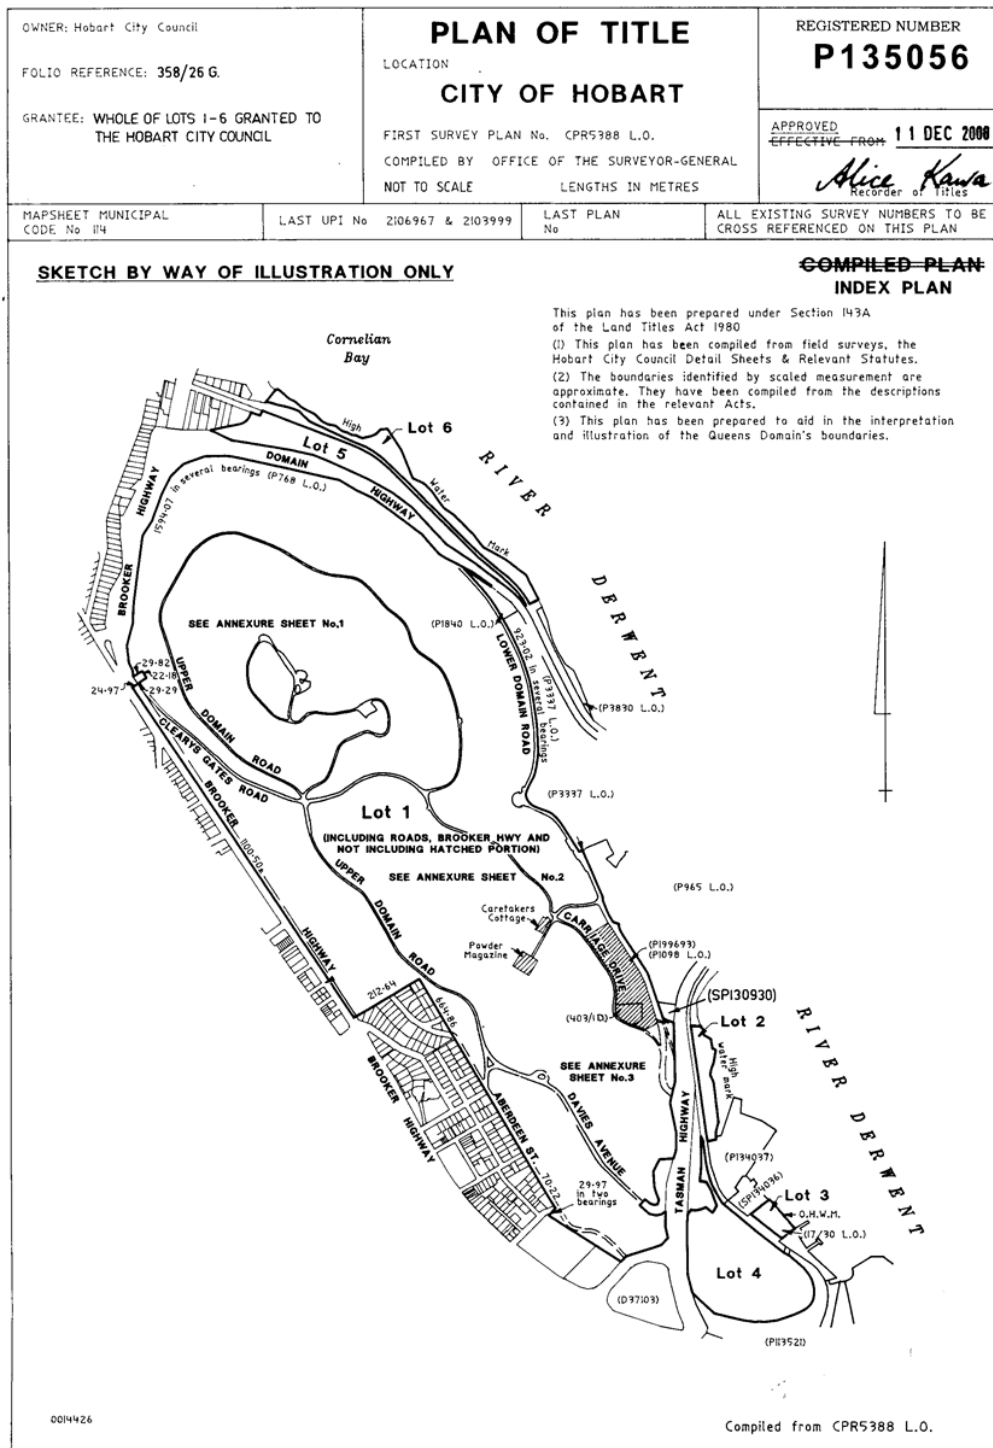 OWNER: Hobart City Council
FOLIO REFERENCE: 358/26 G.
GRANTEE: WHOLE OF LOTS 1-6 GRANTED TO
THE HOBART CITY COUNCIL
PLAN OF TITLE
LOCATION
CITY OF HOBART
FIRST SURVEY PLAN No. CPR5388 L.O.
COMPILED BY OFFICE OF THE SURVEYOR-GENERAL
NOT TO SCALE LENGTHS IN METRES
REGISTERED NUMBER
P135056
APPROVED
EFFECTIVE FROM 11 DEC 2000
Alice Kawa
Recorder of Titles
MAPSHEET MUNICIPAL
CODE No 114
LAST UPI No 2106967 & 2103999
LAST PLAN
No
ALL EXISTING SURVEY NUMBERS TO BE
CROSS REFERENCED ON THIS PLAN
SKETCH BY WAY OF ILLUSTRATION ONLY
COMPILED PLAN
INDEX PLAN
This plan has been prepared under Section 143A
of the Land Titles Act 1980
(1) This plan has been compiled from field surveys, the
Hobart City Council Detail Sheets & Relevant Statutes.
(2) The boundaries identified by scaled measurement are
approximate. They have been compiled from the descriptions
contained in the relevant Acts.
(3) This plan has been prepared to aid in the interpretation
and illustration of the Queens Domain's boundaries.
Cornelian
Bay
High
Water
Mark
Lot 6
Lot 5
RIVER
DERWENT
DOMAIN
HIGHWAY
BROOKER
HIGHWAY
1594-07 in several bearings (P768 L.O.)
SEE ANNEXURE SHEET No.1
(P1840 L.O.)
LOWER DOMAIN ROAD
923-02 in several bearings
(P3337 L.O.)
(P3830 L.O.)
29-82
22-18
24-97
29-29
UPPER
DOMAIN
ROAD
CLEARYS GATES ROAD
BROOKER
1100-50
HIGHWAY
(P3337 L.O.)
Lot 1
(INCLUDING ROADS, BROOKER HWY AND
NOT INCLUDING HATCHED PORTION)
SEE ANNEXURE SHEET No.2
UPPER
DOMAIN
ROAD
(P965 L.O.)
Caretakers
Cottage
Powder
Magazine
CARRIAGE DRIVE
(P199693)
(P1098 L.O.)
(SP130930)
(403/1D)
212-64
664-86
Lot 2
High
water mark
RIVER DERWENT
SEE ANNEXURE
SHEET No.3
BROOKER
HIGHWAY
ABERDEEN ST.
DAVIES AVENUE
TASMAN HIGHWAY
70-22
29-97
in two
bearings
(P134037)
(SP134036)
Lot 3
O.H.W.M.
(17/30 L.O.)
Lot 4
(D37103)
(P113521)
0014426
Compiled from CPR5388 L.O.